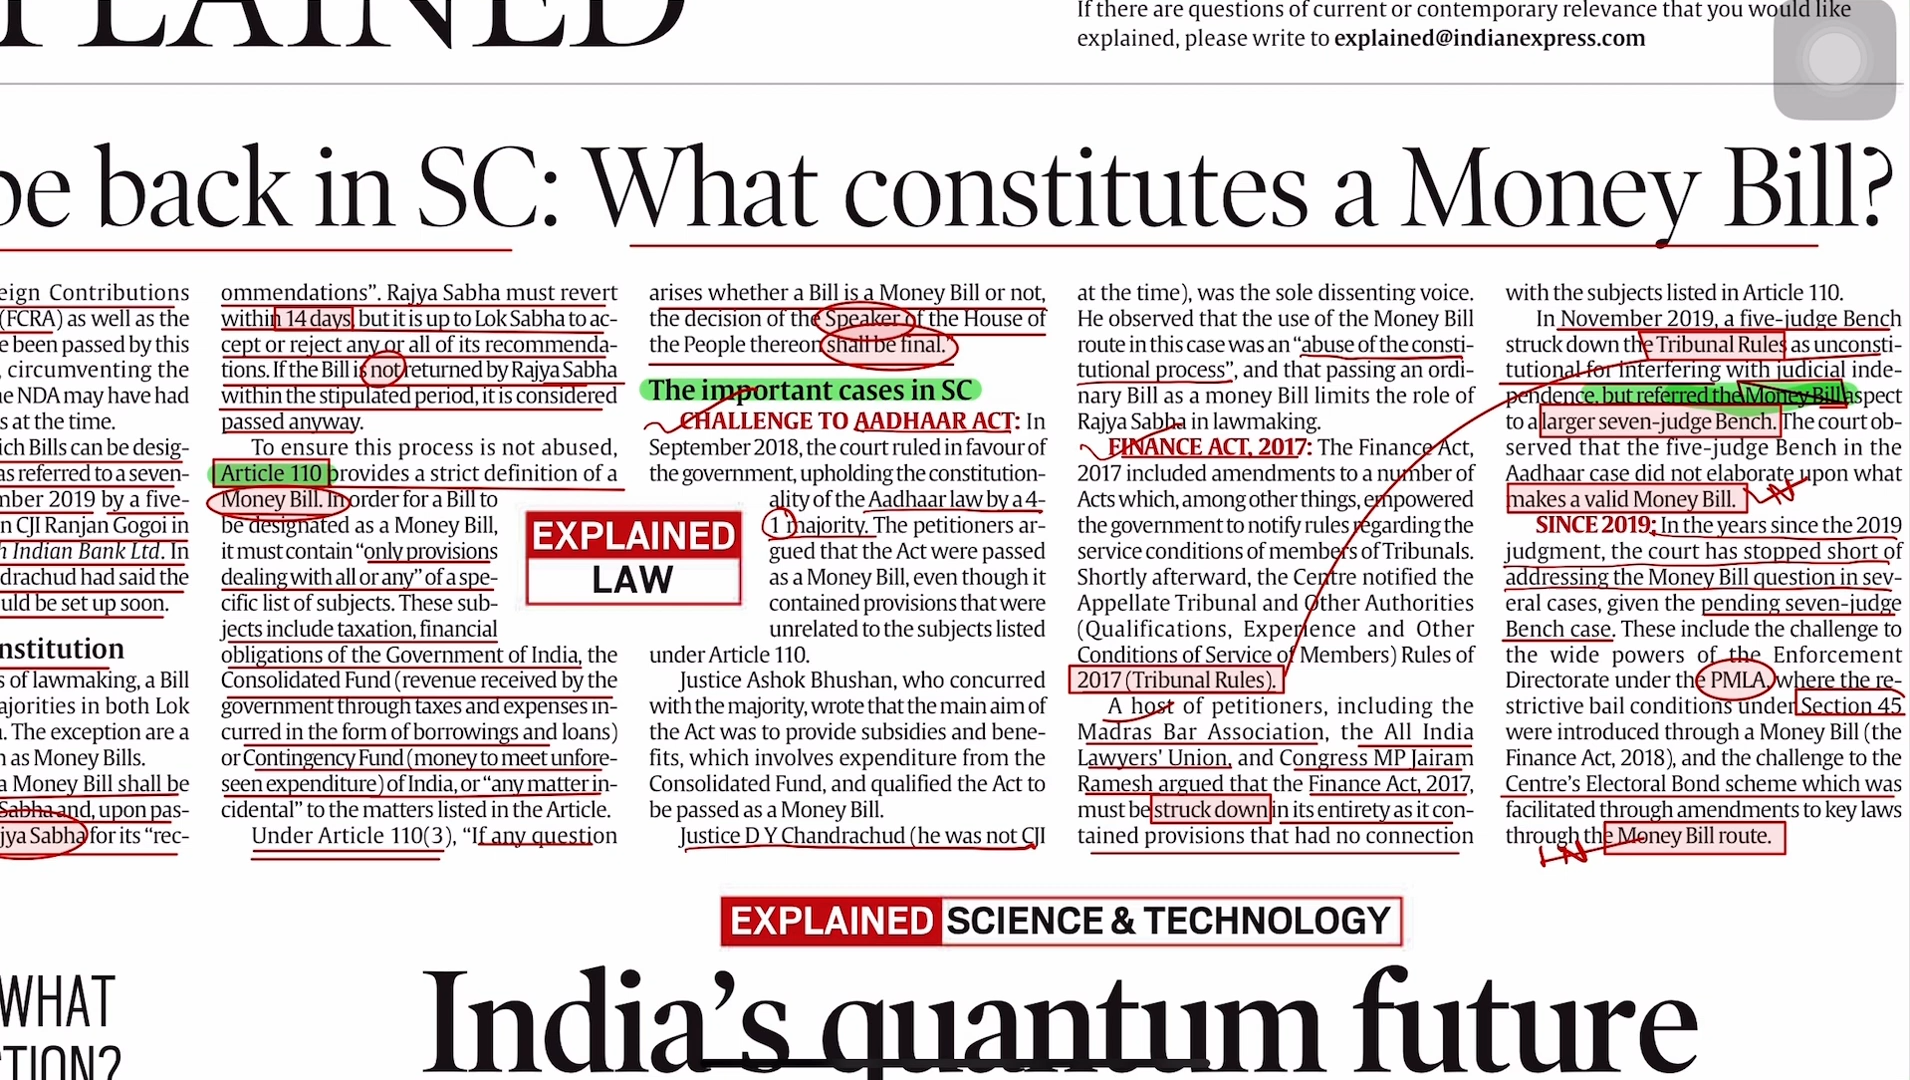 PLAINED
If there are questions of current or contemporary relevance that you would like
explained, please write to explained@indianexpress.com
be back in SC: What constitutes a Money Bill?
eign Contributions
(FCRA) as well as the
e been passed by this
, circumventing the
e NDA may have had
s at the time.
ich Bills can be desig-
as referred to a seven-
mber 2019 by a five-
n CJI Ranjan Gogoi in
h Indian Bank Ltd. In
drachud had said the
uld be set up soon.
nstitution
s of lawmaking, a Bill
ajorities in both Lok
a. The exception are a
n as Money Bills.
a Money Bill shall be
Sabha and, upon pas-
jya Sabha for its “rec-
ommendations”. Rajya Sabha must revert
within 14 days, but it is up to Lok Sabha to ac-
cept or reject any or all of its recommenda-
tions. If the Bill is not returned by Rajya Sabha
within the stipulated period, it is considered
passed anyway.
To ensure this process is not abused,
Article 110 provides a strict definition of a
Money Bill. In order for a Bill to
be designated as a Money Bill,
it must contain “only provisions
dealing with all or any” of a spe-
cific list of subjects. These sub-
jects include taxation, financial
obligations of the Government of India, the
Consolidated Fund (revenue received by the
government through taxes and expenses in-
curred in the form of borrowings and loans)
or Contingency Fund (money to meet unfore-
seen expenditure) of India, or “any matter in-
cidental” to the matters listed in the Article.
Under Article 110(3), “If any question
arises whether a Bill is a Money Bill or not,
the decision of the Speaker of the House of
the People thereon shall be final.”
The important cases in SC
CHALLENGE TO AADHAAR ACT: In
September 2018, the court ruled in favour of
the government, upholding the constitution-
ality of the Aadhaar law by a 4-
1 majority. The petitioners ar-
gued that the Act were passed
as a Money Bill, even though it
contained provisions that were
unrelated to the subjects listed
under Article 110.
Justice Ashok Bhushan, who concurred
with the majority, wrote that the main aim of
the Act was to provide subsidies and bene-
fits, which involves expenditure from the
Consolidated Fund, and qualified the Act to
be passed as a Money Bill.
Justice D Y Chandrachud (he was not CJI
EXPLAINED
LAW
at the time), was the sole dissenting voice.
He observed that the use of the Money Bill
route in this case was an “abuse of the consti-
tutional process”, and that passing an ordi-
nary Bill as a money Bill limits the role of
Rajya Sabha in lawmaking.
FINANCE ACT, 2017: The Finance Act,
2017 included amendments to a number of
Acts which, among other things, empowered
the government to notify rules regarding the
service conditions of members of Tribunals.
Shortly afterward, the Centre notified the
Appellate Tribunal and Other Authorities
(Qualifications, Experience and Other
Conditions of Service of Members) Rules of
2017 (Tribunal Rules).
A host of petitioners, including the
Madras Bar Association, the All India
Lawyers’ Union, and Congress MP Jairam
Ramesh argued that the Finance Act, 2017,
must be struck down in its entirety as it con-
tained provisions that had no connection
with the subjects listed in Article 110.
In November 2019, a five-judge Bench
struck down the Tribunal Rules as unconsti-
tutional for interfering with judicial inde-
pendence, but referred the Money Bill aspect
to a larger seven-judge Bench. The court ob-
served that the five-judge Bench in the
Aadhaar case did not elaborate upon what
makes a valid Money Bill.
SINCE 2019: In the years since the 2019
judgment, the court has stopped short of
addressing the Money Bill question in sev-
eral cases, given the pending seven-judge
Bench case. These include the challenge to
the wide powers of the Enforcement
Directorate under the PMLA, where the re-
strictive bail conditions under Section 45
were introduced through a Money Bill (the
Finance Act, 2018), and the challenge to the
Centre’s Electoral Bond scheme which was
facilitated through amendments to key laws
through the Money Bill route.
EXPLAINED SCIENCE & TECHNOLOGY
WHAT
TION?
India’s quantum future